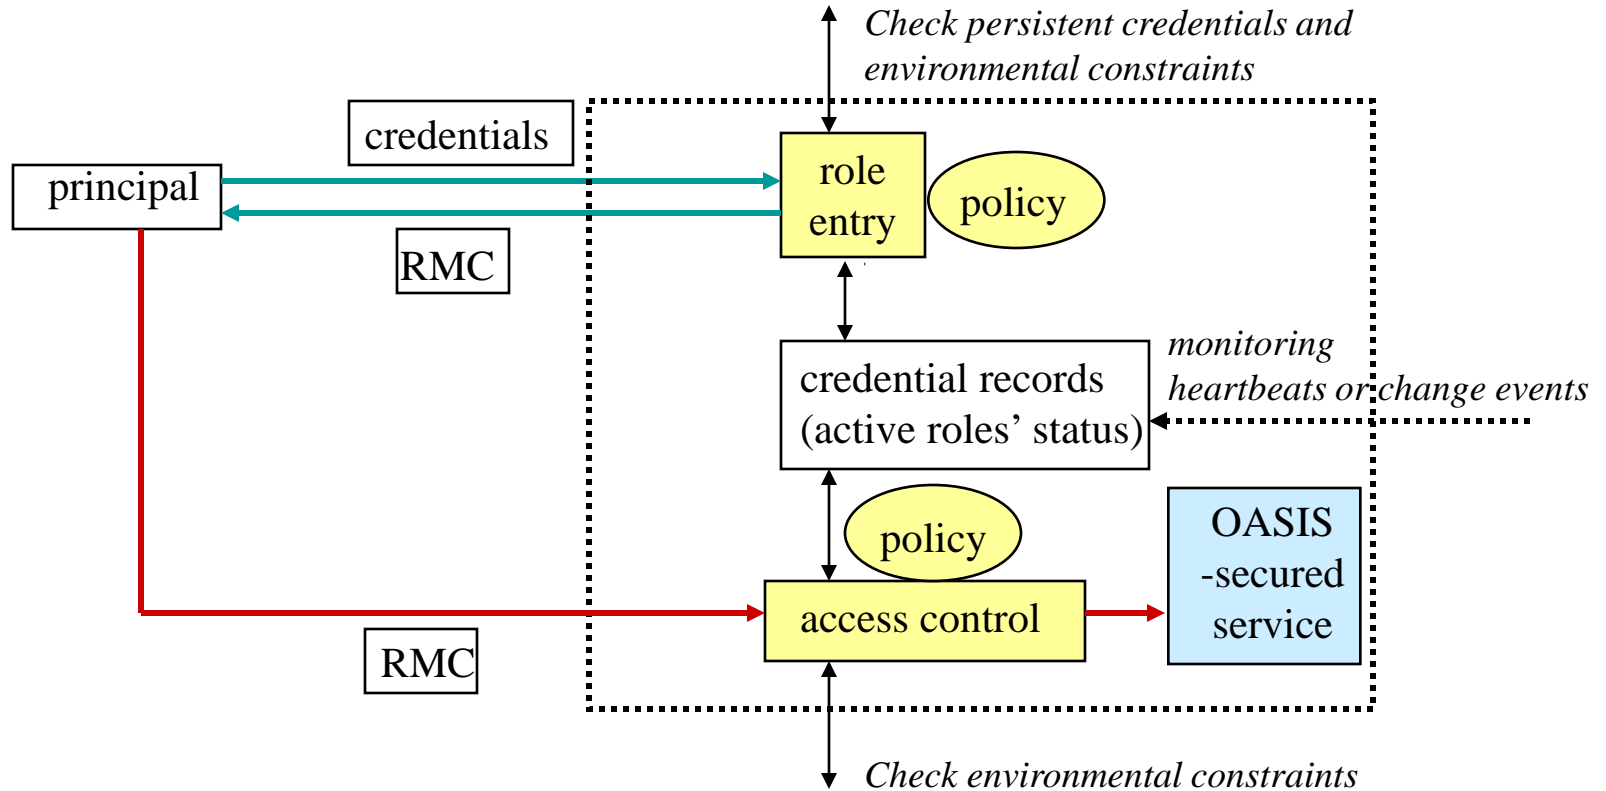 Check persistent credentials and
environmental constraints
credentials
principal
role
entry
policy
RMC
monitoring
heartbeats or change events
credential records
(active roles’ status)
policy
OASIS
-secured
service
access control
RMC
Check environmental constraints